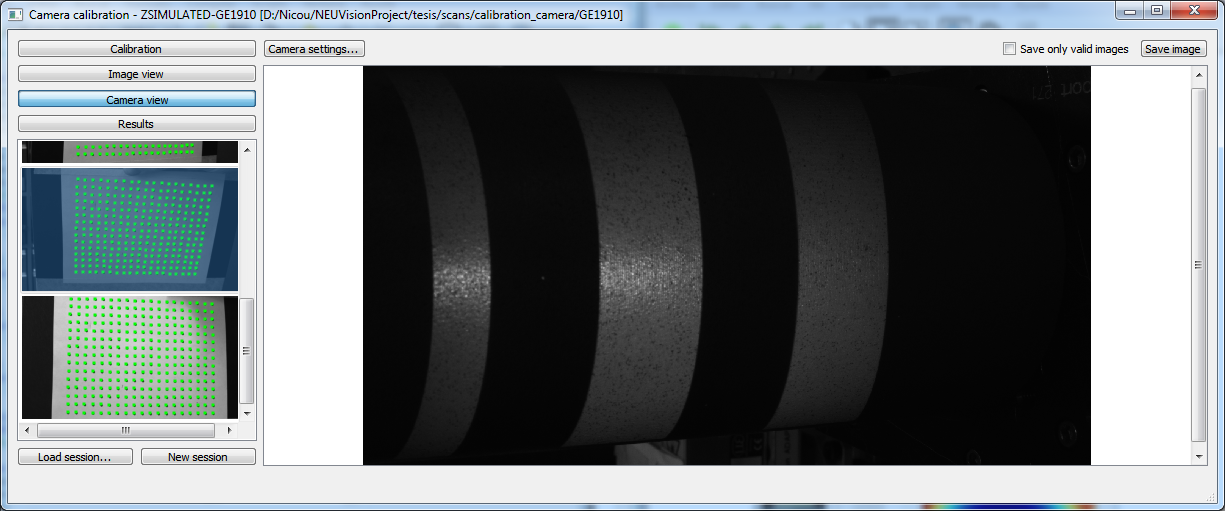 Camera calibration - ZSIMULATED-GE1910 [D:/Nicou/NEUVisionProject/tesis/scans/calibration_camera/GE1910]
Calibration
Camera settings...
Save only valid images
Save image
Image view
Camera view
Results
Load session...
New session